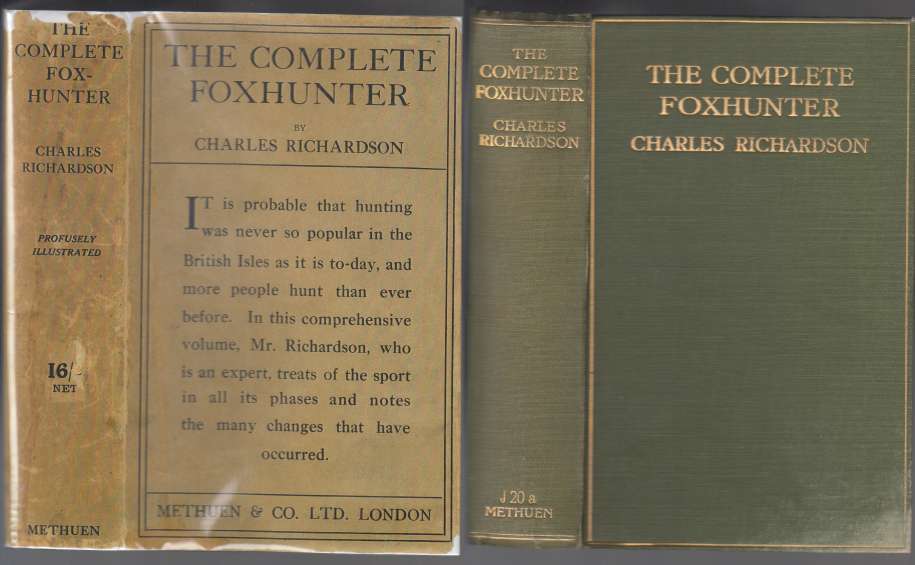 THE
COMPLETE
FOX-
HUNTER
CHARLES
RICHARDSON
PROFUSELY
ILLUSTRATED
16/-
NET
METHUEN
THE COMPLETE
FOXHUNTER
BY
CHARLES RICHARDSON
IT is probable that hunting
was never so popular in the
British Isles as it is to-day, and
more people hunt than ever
before. In this comprehensive
volume, Mr. Richardson, who
is an expert, treats of the sport
in all its phases and notes
the many changes that have
occurred.
METHUEN & CO. LTD. LONDON
THE
COMPLETE
FOXHUNTER
CHARLES
RICHARDSON
J 20 a
METHUEN
THE COMPLETE
FOXHUNTER
CHARLES RICHARDSON